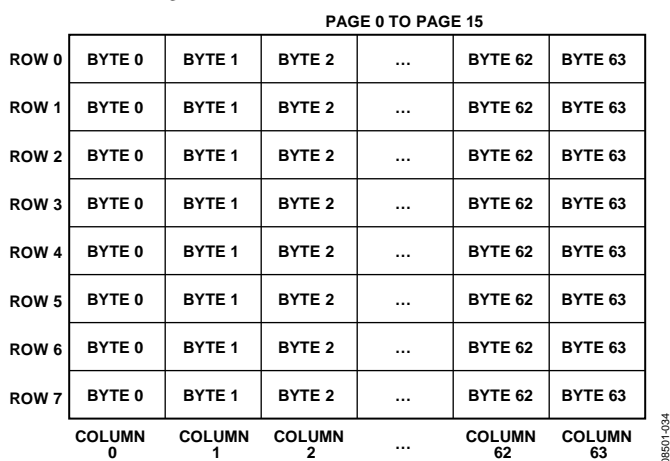 PAGE 0 TO PAGE 15
ROW 0 BYTE 0 BYTE 1 BYTE 2 ... BYTE 62 BYTE 63
ROW 1 BYTE 0 BYTE 1 BYTE 2 ... BYTE 62 BYTE 63
ROW 2 BYTE 0 BYTE 1 BYTE 2 ... BYTE 62 BYTE 63
ROW 3 BYTE 0 BYTE 1 BYTE 2 ... BYTE 62 BYTE 63
ROW 4 BYTE 0 BYTE 1 BYTE 2 ... BYTE 62 BYTE 63
ROW 5 BYTE 0 BYTE 1 BYTE 2 ... BYTE 62 BYTE 63
ROW 6 BYTE 0 BYTE 1 BYTE 2 ... BYTE 62 BYTE 63
ROW 7 BYTE 0 BYTE 1 BYTE 2 ... BYTE 62 BYTE 63
COLUMN COLUMN COLUMN ... COLUMN COLUMN
0 1 2 62 63
08501-034